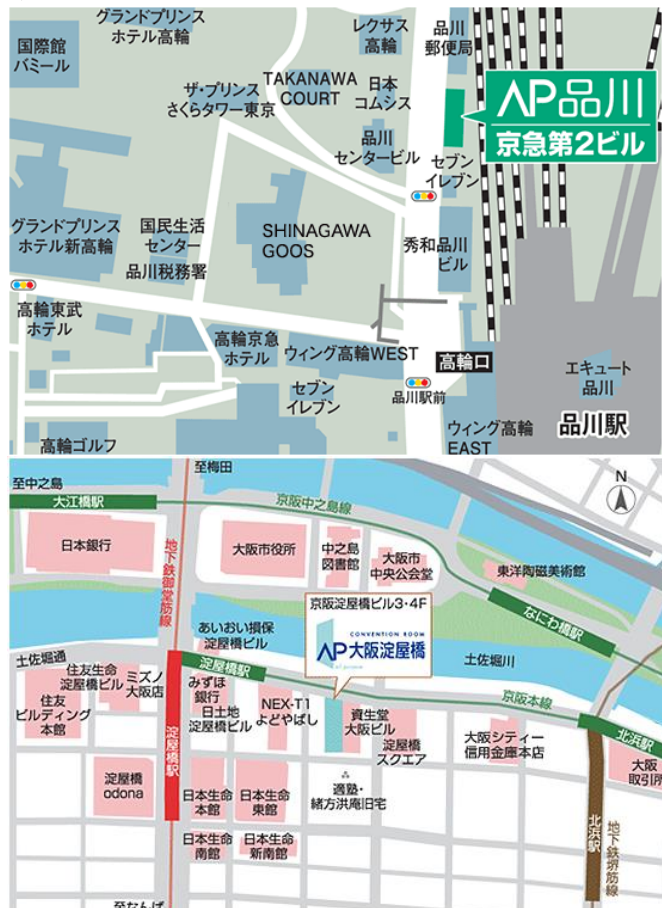 グランドプリンス
ホテル高輪
国際館
パミール
ザ・プリンス
さくらタワー東京
TAKANAWA
COURT
レクサス
高輪
日本
コムシス
品川
センタービル
品川
郵便局
AP品川
京急第2ビル
セブン
イレブン
グランドプリンス
ホテル新高輪
国民生活
センター
品川税務署
SHINAGAWA
GOOS
秀和品川
ビル
高輪東武
ホテル
高輪京急
ホテル
ウィング高輪WEST
高輪口
エキュート
品川
セブン
イレブン
品川駅前
品川駅
高輪ゴルフ
ウィング高輪
EAST
至中之島
至梅田
N
大江橋駅
京阪中之島線
日本銀行
地下鉄御堂筋線
大阪市役所
中之島
図書館
大阪市
中央公会堂
東洋陶磁美術館
なにわ橋駅
京阪淀屋橋ビル3・4F
CONVENTION ROOM
AP大阪淀屋橋
あいおい損保
淀屋橋ビル
土佐堀通
淀屋橋駅
土佐堀川
京阪本線
住友生命
淀屋橋ビル
ミズノ
大阪店
みずほ
銀行
日土地
淀屋橋ビル
NEX-T1
よどやばし
資生堂
大阪ビル
淀屋橋
スクエア
大阪シティー
信用金庫本店
北浜駅
住友
ビルディング
本館
淀屋橋駅
大阪
取引所
淀屋橋
odona
日本生命
本館
日本生命
東館
適塾・
緒方洪庵旧宅
日本生命
南館
日本生命
新南館
北浜駅
地下鉄堺筋線
至なんば